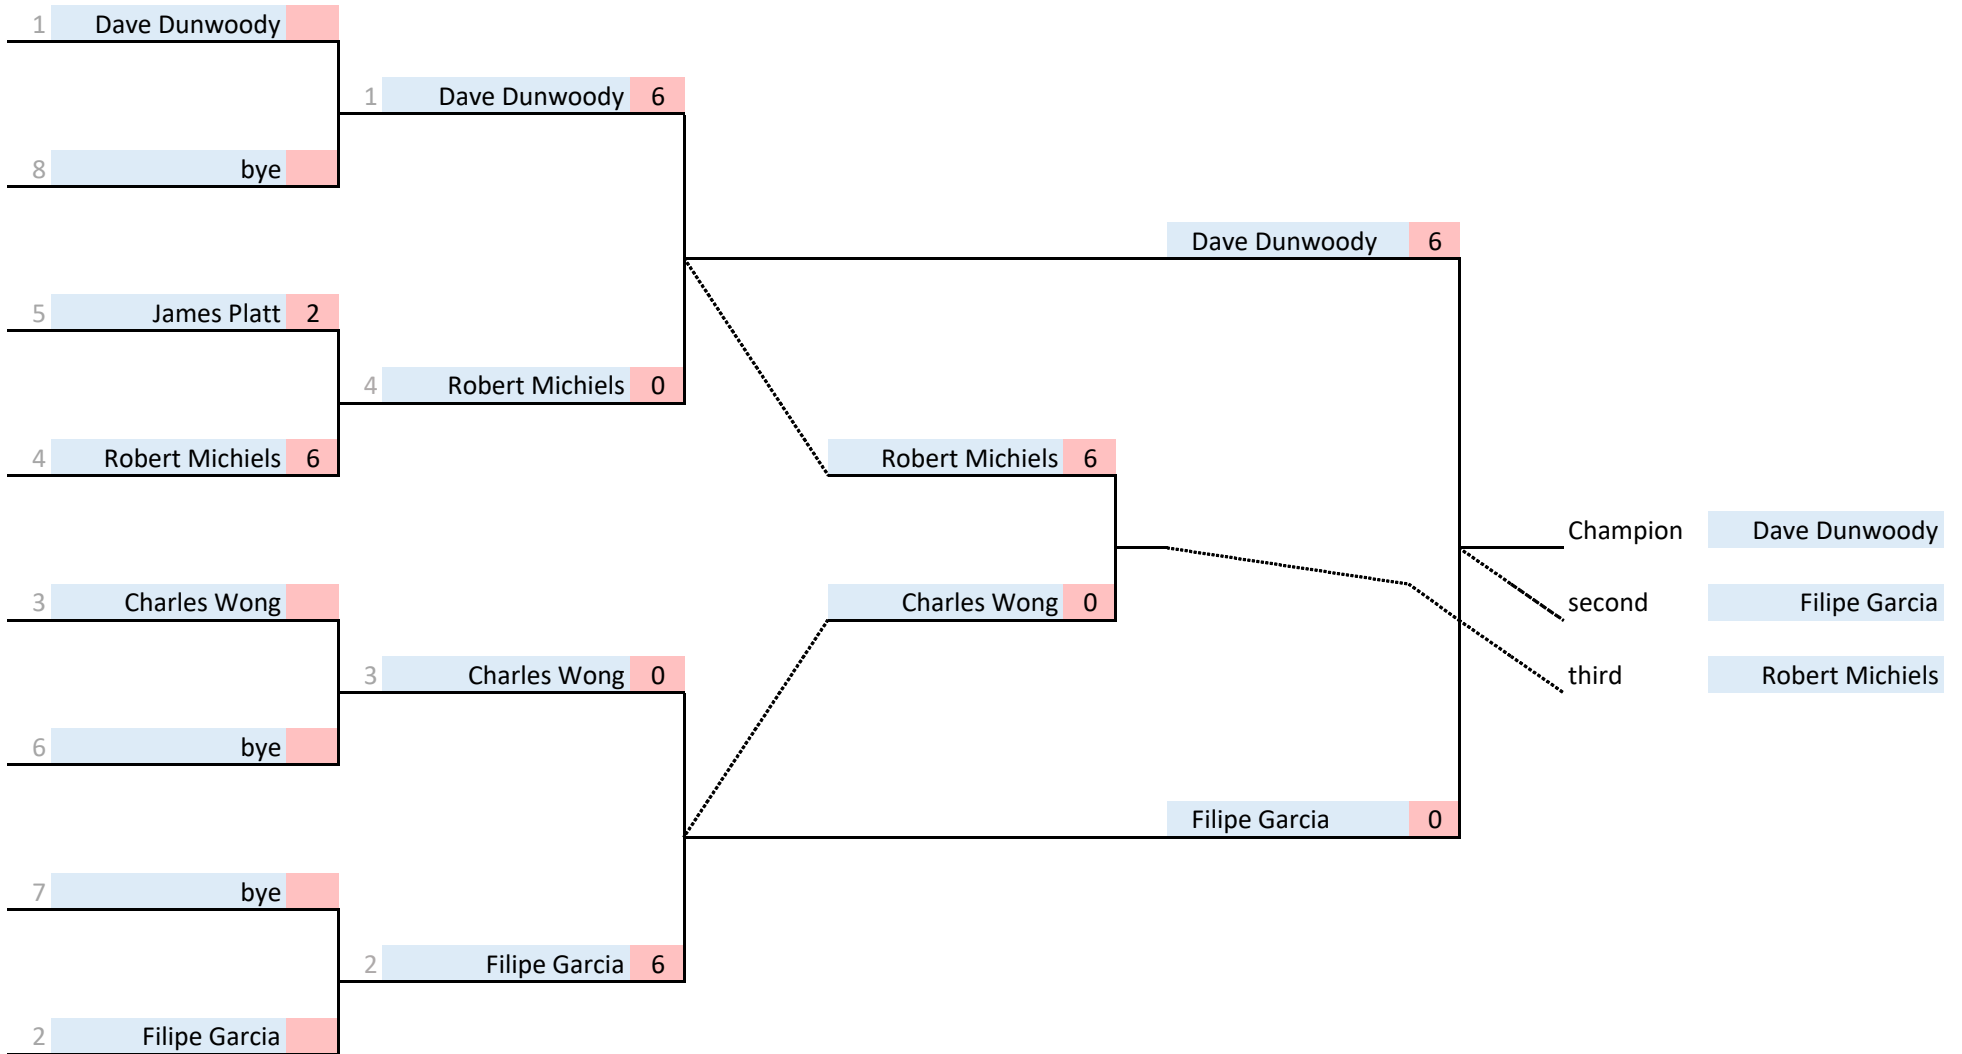 1 Dave Dunwoody
1 Dave Dunwoody 6
8 bye
Dave Dunwoody 6
5 James Platt 2
4 Robert Michiels 0
4 Robert Michiels 6
Robert Michiels 6
Champion Dave Dunwoody
3 Charles Wong
Charles Wong 0
second Filipe Garcia
3 Charles Wong 0
third Robert Michiels
6 bye
Filipe Garcia 0
7 bye
2 Filipe Garcia 6
2 Filipe Garcia